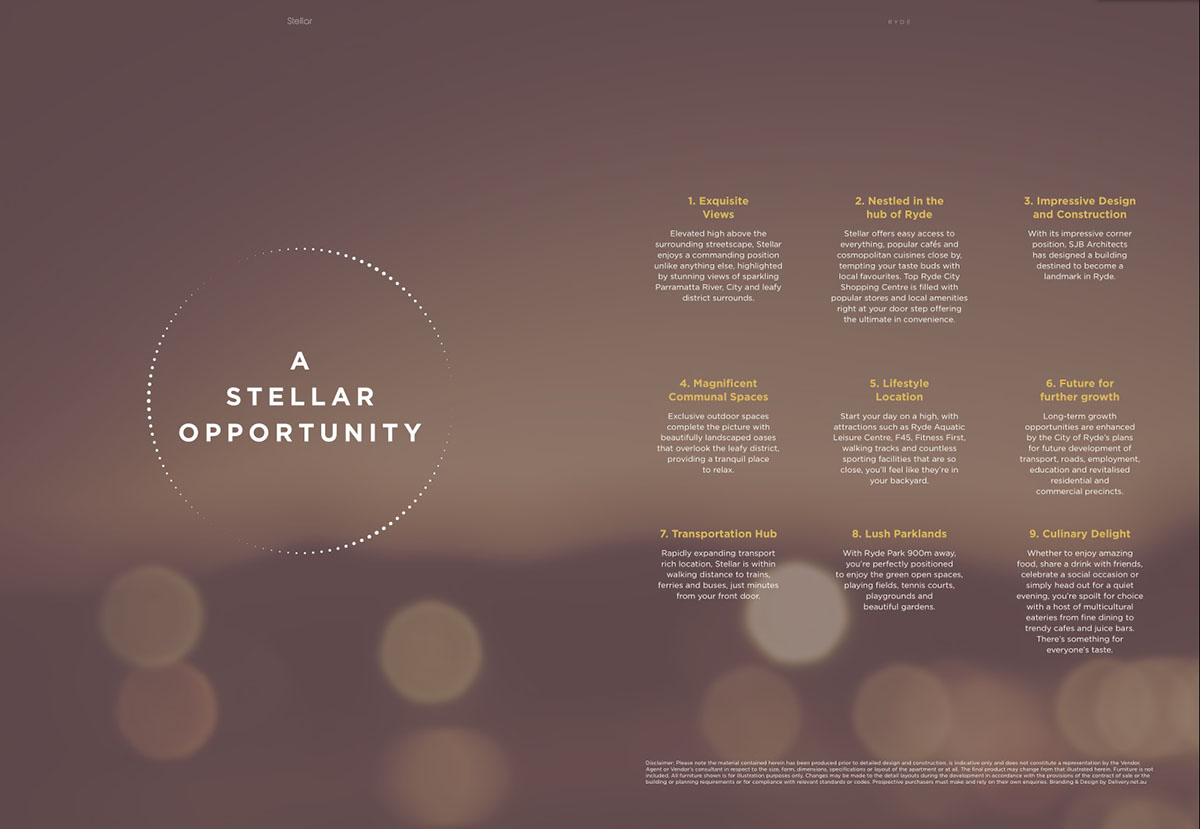 Stellar
RYDE
A
STELLAR
OPPORTUNITY
1. Exquisite
Views
Elevated high above the
surrounding streetscape, Stellar
enjoys a commanding position
unlike anything else, highlighted
by stunning views of sparkling
Parramatta River, City and leafy
district surrounds.
2. Nestled in the
hub of Ryde
Stellar offers easy access to
everything, popular cafés and
cosmopolitan cuisines close by,
tempting your taste buds with
local favourites. Top Ryde City
Shopping Centre is filled with
popular stores and local amenities
right at your door step offering
the ultimate in convenience.
3. Impressive Design
and Construction
With its impressive corner
position, SJB Architects
has designed a building
destined to become a
landmark in Ryde.
4. Magnificent
Communal Spaces
Exclusive outdoor spaces
complete the picture with
beautifully landscaped oases
that overlook the leafy district,
providing a tranquil place
to relax.
5. Lifestyle
Location
Start your day on a high, with
attractions such as Ryde Aquatic
Leisure Centre, F45, Fitness First,
walking tracks and countless
sporting facilities that are so
close, you'll feel like they're in
your backyard.
6. Future for
further growth
Long-term growth
opportunities are enhanced
by the City of Ryde's plans
for future development of
transport, roads, employment,
education and revitalised
residential and
commercial precincts.
7. Transportation Hub
Rapidly expanding transport
rich location, Stellar is within
walking distance to trains,
ferries and buses, just minutes
from your front door.
8. Lush Parklands
With Ryde Park 900m away,
you're perfectly positioned
to enjoy the green open spaces,
playing fields, tennis courts,
playgrounds and
beautiful gardens.
9. Culinary Delight
Whether to enjoy amazing
food, share a drink with friends,
celebrate a social occasion or
simply head out for a quiet
evening, you're spoilt for choice
with a host of multicultural
eateries from fine dining to
trendy cafes and juice bars.
There's something for
everyone's taste.
Disclaimer: Please note the material contained herein has been produced prior to detailed design and construction, is indicative only and does not constitute a representation by the Vendor,
Agent or Vendor's consultant in respect to the size, form, dimensions, specifications or layout of the apartment or at all. The final product may change from that illustrated herein. Furniture is not
included. All furniture shown is for illustration purposes only. Changes may be made to the detail layouts during the development in accordance with the provisions of the contract of sale or the
building or planning requirements or for compliance with relevant standards or codes. Prospective purchasers must make and rely on their own enquiries. Branding & Design by Delivery.net.au